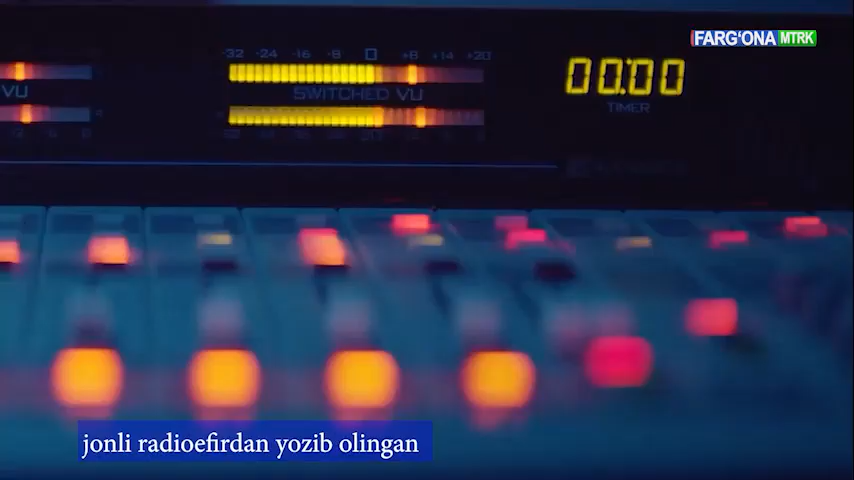 FARG‘ONA MTRK
-32 -24 -16 -8 0 +8 +14 +20
00:00
VU
SWITCHED VU
TIMER
jonli radioefirdan yozib olingan